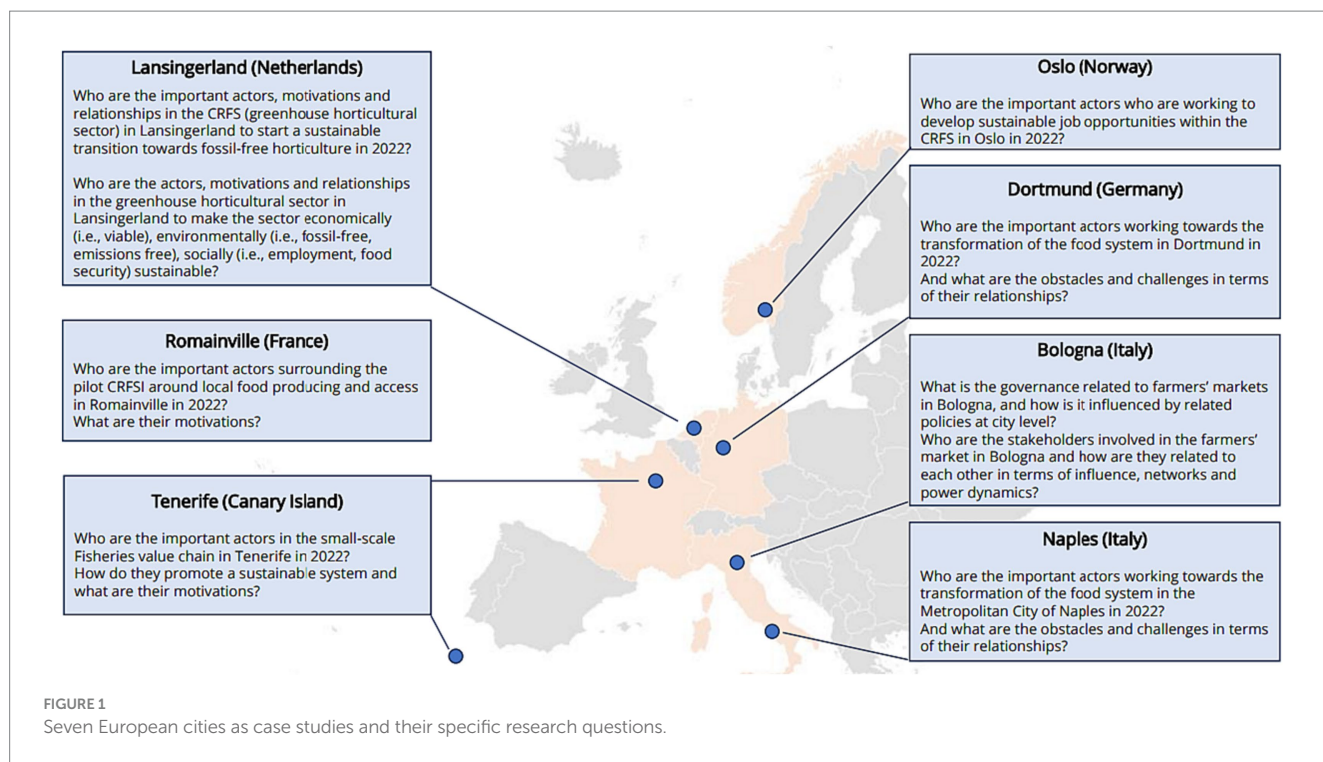 Lansingerland (Netherlands)
Who are the important actors, motivations and
relationships in the CRFS (greenhouse horticultural
sector) in Lansingerland to start a sustainable
transition towards fossil-free horticulture in 2022?
Who are the actors, motivations and relationships
in the greenhouse horticultural sector in
Lansingerland to make the sector economically
(i.e., viable), environmentally (i.e., fossil-free,
emissions free), socially (i.e., employment, food
security) sustainable?
Romainville (France)
Who are the important actors surrounding the
pilot CRFSI around local food producing and access
in Romainville in 2022?
What are their motivations?
Tenerife (Canary Island)
Who are the important actors in the small-scale
Fisheries value chain in Tenerife in 2022?
How do they promote a sustainable system and
what are their motivations?
Oslo (Norway)
Who are the important actors who are working to
develop sustainable job opportunities within the
CRFS in Oslo in 2022?
Dortmund (Germany)
Who are the important actors working towards the
transformation of the food system in Dortmund in
2022?
And what are the obstacles and challenges in terms
of their relationships?
Bologna (Italy)
What is the governance related to farmers' markets
in Bologna, and how is it influenced by related
policies at city level?
Who are the stakeholders involved in the farmers'
market in Bologna and how are they related to
each other in terms of influence, networks and
power dynamics?
Naples (Italy)
Who are the important actors working towards the
transformation of the food system in the
Metropolitan City of Naples in 2022?
And what are the obstacles and challenges in terms
of their relationships?
FIGURE 1
Seven European cities as case studies and their specific research questions.